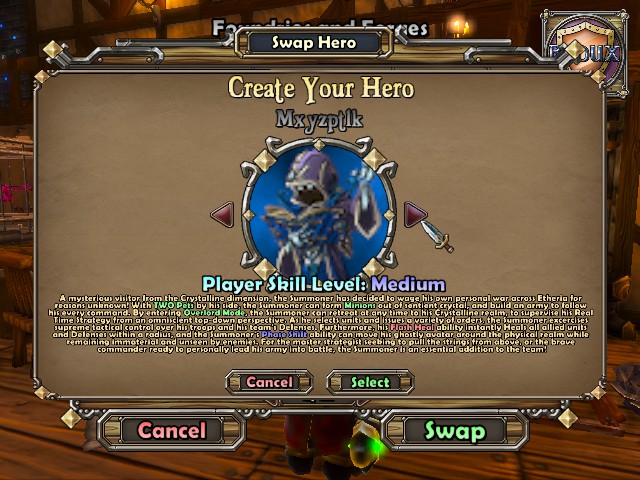 Foundries and Forges
Swap Hero
REDUX
Create Your Hero
Mxyzptlk
Player Skill Level: Medium
A mysterious visitor from the Crystalline dimension, the Summoner has decided to wage his own personal war across Etheria for
reasons unknown! With TWO Pets by his side, the Summoner can form Minions out of sentient crystal, and build an army to follow
his every command. By entering Overlord Mode, the Summoner can retreat at any time to his Crystalline realm, to supervise his Real
Time Strategy from an omniscient top-down perspective. As he selects units and issues a variety of orders, the Summoner excercises
supreme tactical control over his troops and his team's Defenses. Furthermore, his Flash Heal ability instantly Heals all allied units
and Defenses within a radius, and the Summoner's Phase Shift ability can move his ghostly avatar around the physical realm while
remaining immaterial and unseen by enemies. For the master strategist seeking to pull the strings from above, or the brave
commander ready to personally lead his army into battle, the Summoner is an essential addition to the team!
Cancel
Select
Cancel
Swap